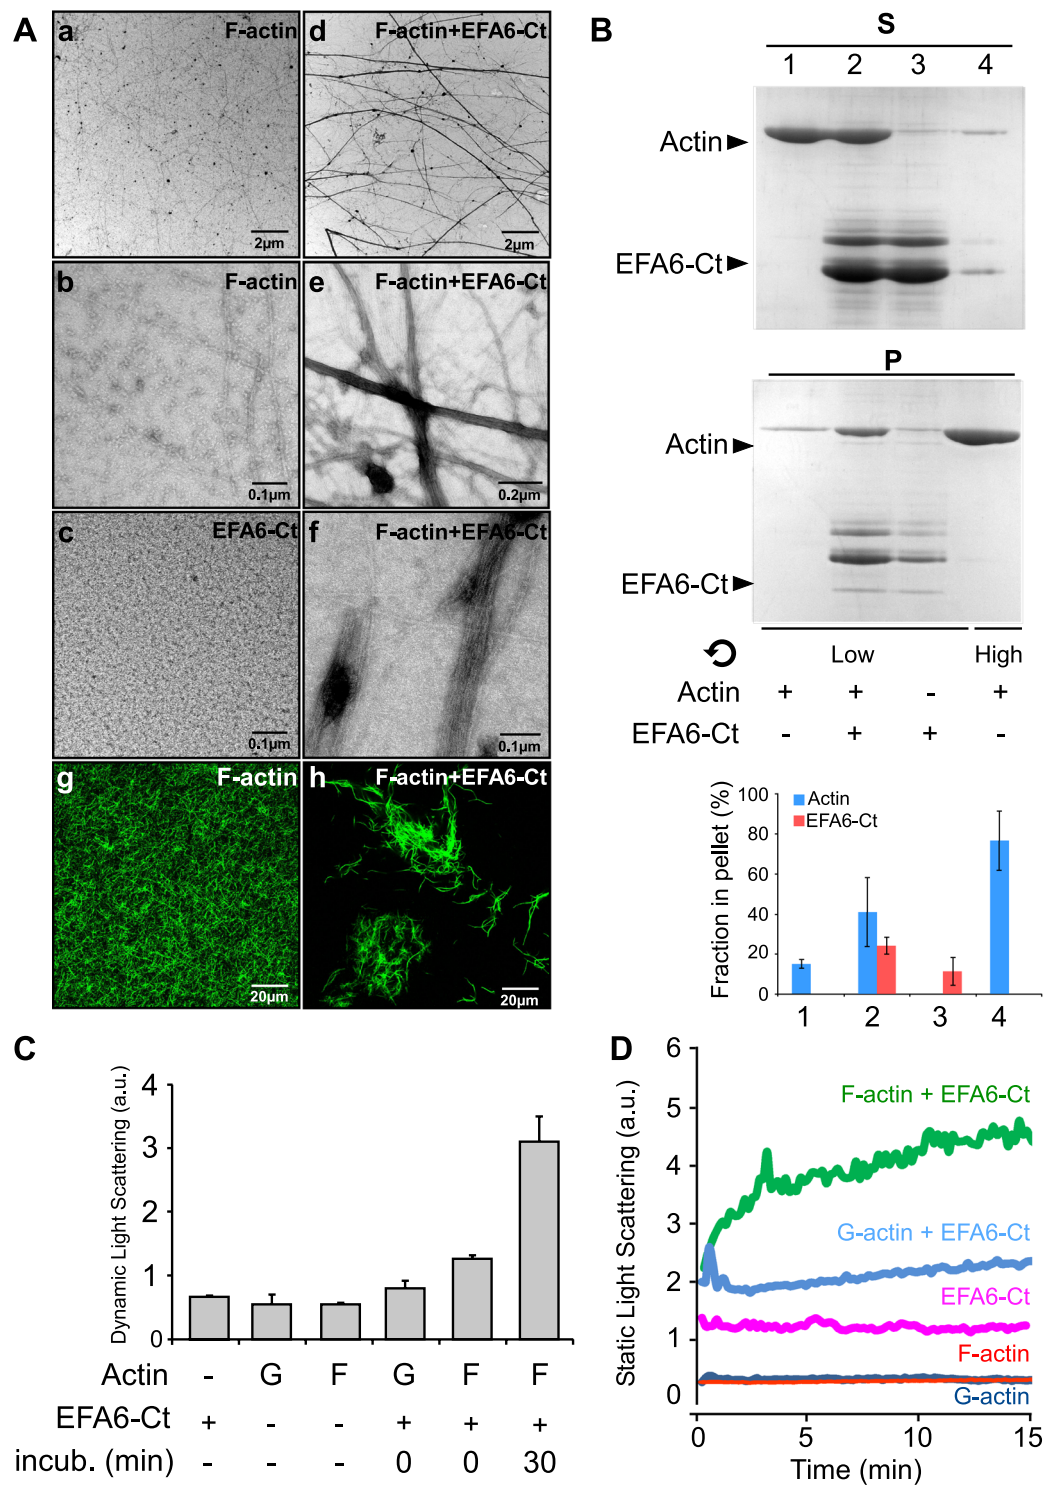 A
a
F-actin
2µm
d
F-actin+EFA6-Ct
2µm
b
F-actin
0.1µm
e
F-actin+EFA6-Ct
0.2µm
c
EFA6-Ct
0.1µm
f
F-actin+EFA6-Ct
0.1µm
g
F-actin
20µm
h
F-actin+EFA6-Ct
20µm
B
S
1 2 3 4
Actin
EFA6-Ct
P
Actin
EFA6-Ct
Low High
Actin + + - +
EFA6-Ct - + + -
Fraction in pellet (%)
100
80
60
40
20
0
Actin
EFA6-Ct
1 2 3 4
C
Dynamic Light Scattering (a.u.)
4
3
2
1
0
Actin - G F G F F
EFA6-Ct + - - + + +
incub. (min) - - - 0 0 30
D
Static Light Scattering (a.u.)
6
5
4
3
2
1
0
F-actin + EFA6-Ct
G-actin + EFA6-Ct
EFA6-Ct
F-actin
G-actin
0 5 10 15
Time (min)